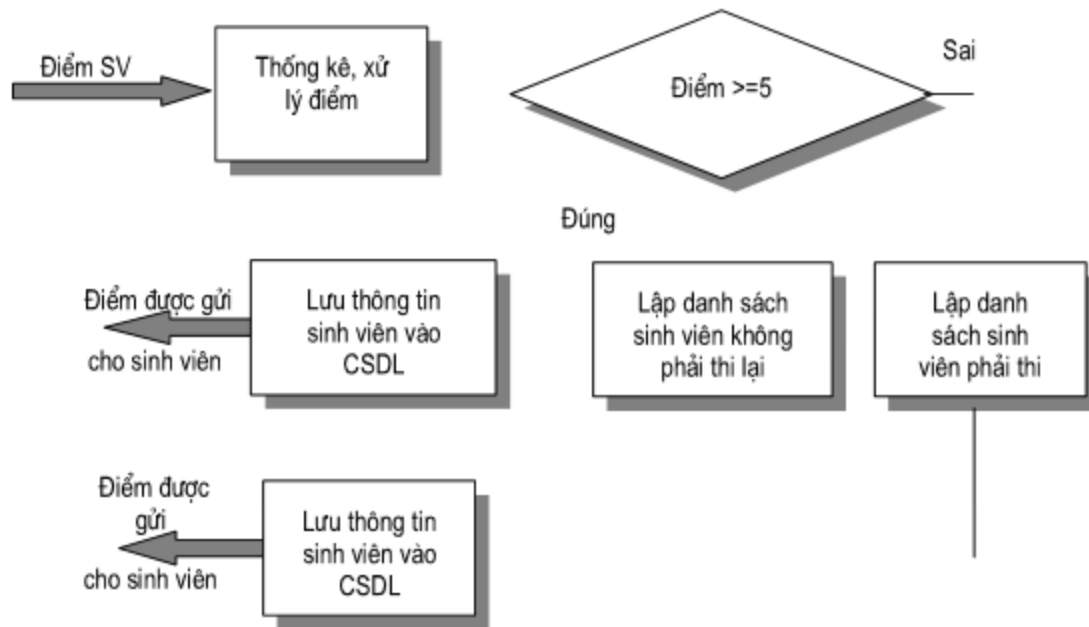 Điểm SV
Thống kê, xử
lý điểm
Điểm >=5
Sai
Đúng
Điểm được gửi
cho sinh viên
Lưu thông tin
sinh viên vào
CSDL
Lập danh sách
sinh viên không
phải thi lại
Lập danh
sách sinh
viên phải thi
Điểm được
gửi
cho sinh viên
Lưu thông tin
sinh viên vào
CSDL